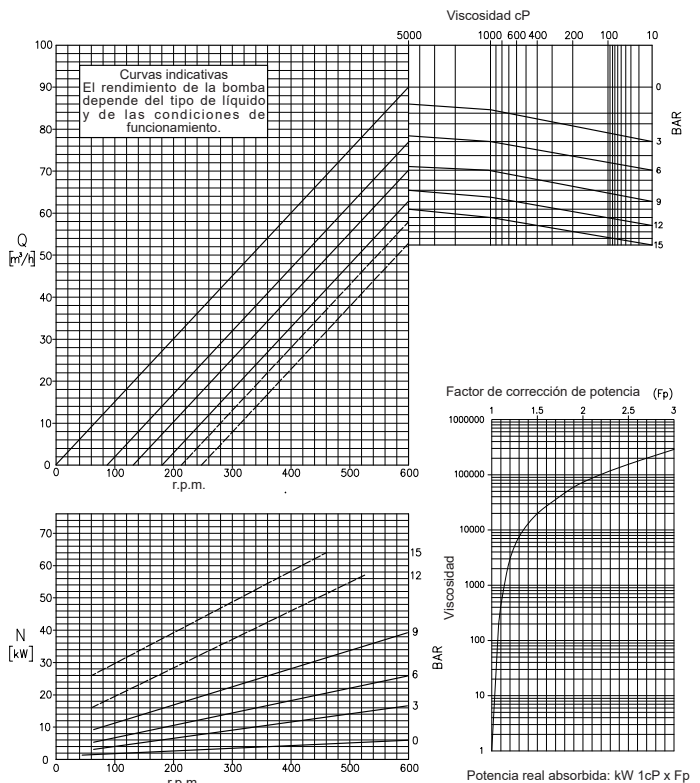 Viscosidad cP
5000 1000 600 400 200 100 10
100
90
80
70
60
50
40
30
20
10
0
Q
[m³/h]
Curvas indicativas
El rendimiento de la bomba
depende del tipo de líquido
y de las condiciones de
funcionamiento.
0
3
6
9
12
15
BAR
0 100 200 300 400 500 600
r.p.m.
70
60
50
40
30
20
10
0
N
[kW]
15
12
9
6
3
0
BAR
0 100 200 300 400 500 600
r.p.m.
Factor de corrección de potencia (Fp)
1 1.5 2 2.5 3
1000000
100000
10000
1000
100
10
1
Viscosidad
Potencia real absorbida: kW 1cP x Fp